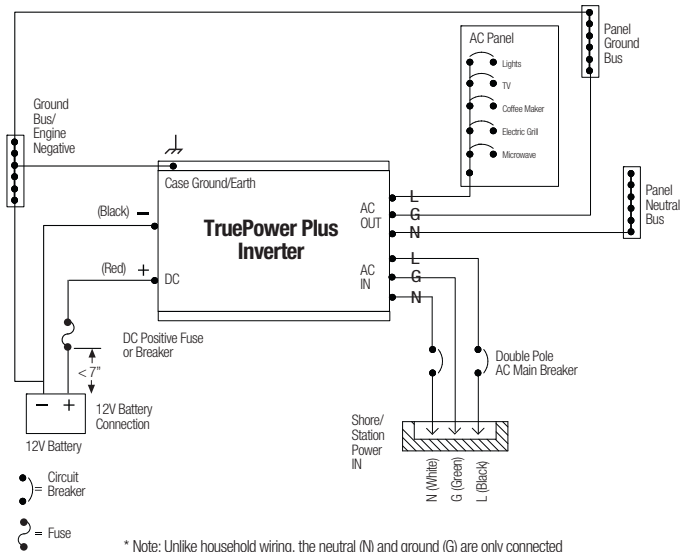 AC Panel
Lights
TV
Coffee Maker
Electric Grill
Microwave
Panel
Ground
Bus
Ground
Bus/
Engine
Negative
Case Ground/Earth
TruePower Plus
Inverter
(Black) –
(Red) +
DC
AC
OUT
L
G
N
AC
IN
L
G
N
Panel
Neutral
Bus
DC Positive Fuse
or Breaker
< 7"
– +
12V Battery
Connection
12V Battery
Double Pole
AC Main Breaker
Shore/
Station
Power
IN
N (White)
G (Green)
L (Black)
= Circuit
Breaker
= Fuse
* Note: Unlike household wiring, the neutral (N) and ground (G) are only connected